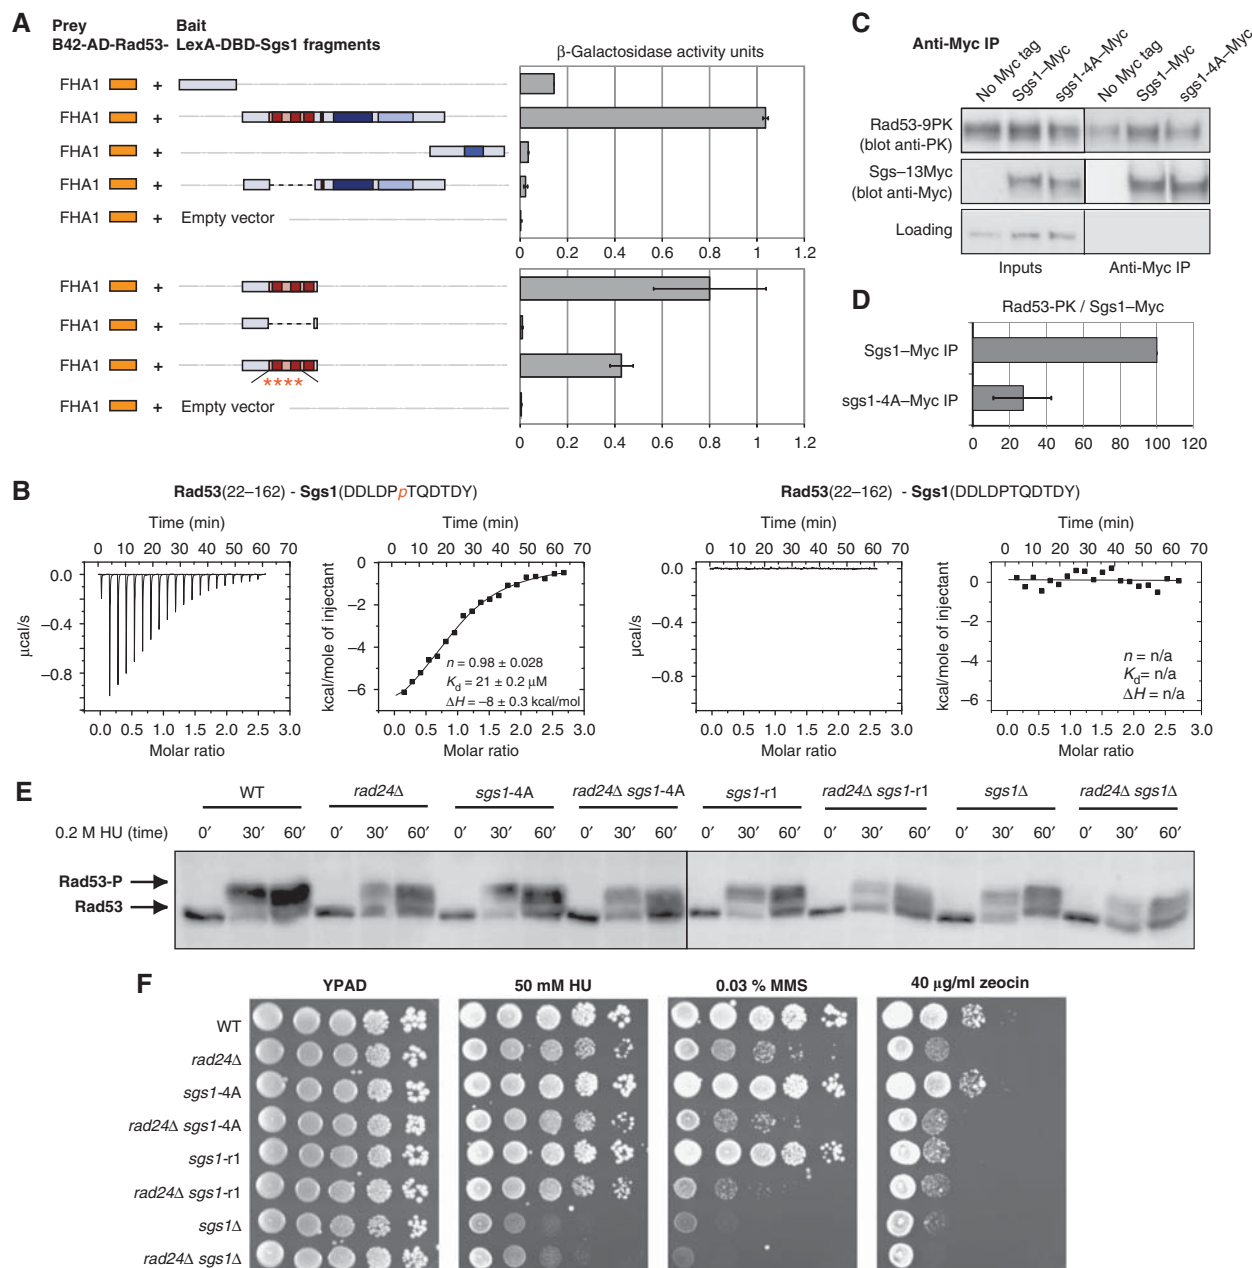 A
Prey Bait
B42-AD-Rad53- LexA-DBD-Sgs1 fragments
β-Galactosidase activity units
FHA1 +
FHA1 +
FHA1 +
FHA1 +
FHA1 + Empty vector
0 0.2 0.4 0.6 0.8 1 1.2
FHA1 +
FHA1 +
FHA1 +
****
FHA1 + Empty vector
0 0.2 0.4 0.6 0.8 1 1.2
C
Anti-Myc IP
No Myc tag Sgs1–Myc sgs1-4A–Myc No Myc tag Sgs1–Myc sgs1-4A–Myc
Rad53-9PK
(blot anti-PK)
Sgs–13Myc
(blot anti-Myc)
Loading
Inputs Anti-Myc IP
D
Rad53-PK / Sgs1–Myc
Sgs1–Myc IP
sgs1-4A–Myc IP
0 20 40 60 80 100 120
B
Rad53(22–162) - Sgs1(DDLDPpTQDTDY)
Time (min) Time (min)
0 10 20 30 40 50 60 70 0 10 20 30 40 50 60 70
µcal/s
0.0
–0.4
–0.8
kcal/mole of injectant
0
–2
–4
–6
n = 0.98 ± 0.028
Kd = 21 ± 0.2 µM
ΔH = –8 ± 0.3 kcal/mol
0.0 0.5 1.0 1.5 2.0 2.5 3.0 0.0 0.5 1.0 1.5 2.0 2.5 3.0
Molar ratio Molar ratio
Rad53(22–162) - Sgs1(DDLDPTQDTDY)
Time (min) Time (min)
0 10 20 30 40 50 60 70 0 10 20 30 40 50 60 70
µcal/s
0.0
–0.4
–0.8
kcal/mole of injectant
0
–2
–4
–6
n = n/a
Kd= n/a
ΔH = n/a
0.0 0.5 1.0 1.5 2.0 2.5 3.0 0.0 0.5 1.0 1.5 2.0 2.5 3.0
Molar ratio Molar ratio
E
WT rad24Δ sgs1-4A rad24Δ sgs1-4A sgs1-r1 rad24Δ sgs1-r1 sgs1Δ rad24Δ sgs1Δ
0.2 M HU (time) 0′ 30′ 60′ 0′ 30′ 60′ 0′ 30′ 60′ 0′ 30′ 60′ 0′ 30′ 60′ 0′ 30′ 60′ 0′ 30′ 60′ 0′ 30′ 60′
Rad53-P
Rad53
F
YPAD 50 mM HU 0.03 % MMS 40 µg/ml zeocin
WT
rad24Δ
sgs1-4A
rad24Δ sgs1-4A
sgs1-r1
rad24Δ sgs1-r1
sgs1Δ
rad24Δ sgs1Δ